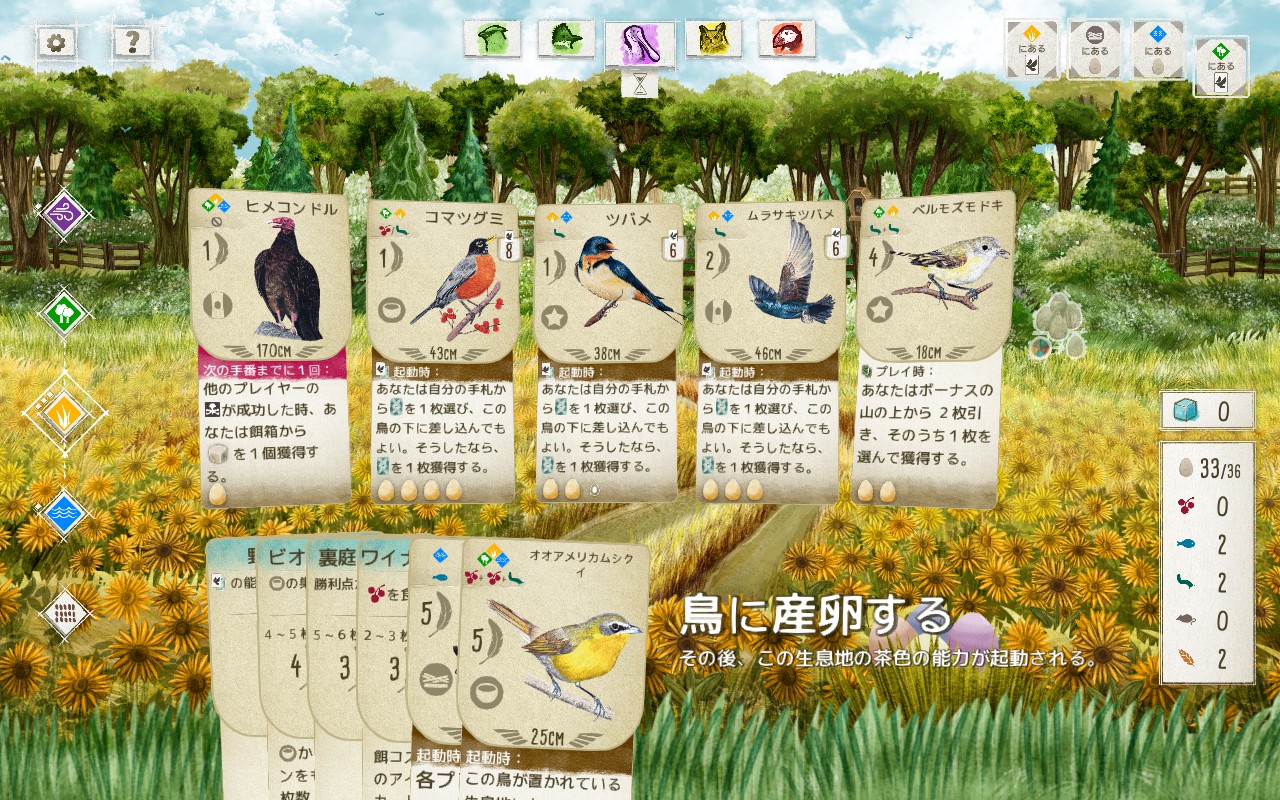 ?
にある
にある
にある
にある
ヒメコンドル
1
170CM
次の手番までに1回:
他のプレイヤーの
が成功した時、あ
なたは餌箱から
を1個獲得す
る。
コマツグミ
1
8
43CM
起動時:
あなたは自分の手札か
ら を1枚選び、この
鳥の下に差し込んでも
よい。そうしたなら、
を1枚獲得する。
ツバメ
1
6
38CM
起動時:
あなたは自分の手札か
ら を1枚選び、この
鳥の下に差し込んでも
よい。そうしたなら、
を1枚獲得する。
ムラサキツバメ
2
6
46CM
起動時:
あなたは自分の手札か
ら を1枚選び、この
鳥の下に差し込んでも
よい。そうしたなら、
を1枚獲得する。
ベルモズモドキ
4
18CM
プレイ時:
あなたはボーナスの
山の上から 2枚引
き、そのうち1枚を
選んで獲得する。
0
33/36
0
2
2
0
2
の能
ビオ
の巣
4~5枚
4
か
ンをも
枚数
裏庭
勝利点
5~6
3
ワイナ
を食
2~3
3
餌コス
のアイ
5
起動時
各プ
オオアメリカムシク
イ
5
25CM
起動時:
この鳥が置かれている
鳥に産卵する
その後、この生息地の茶色の能力が起動される。